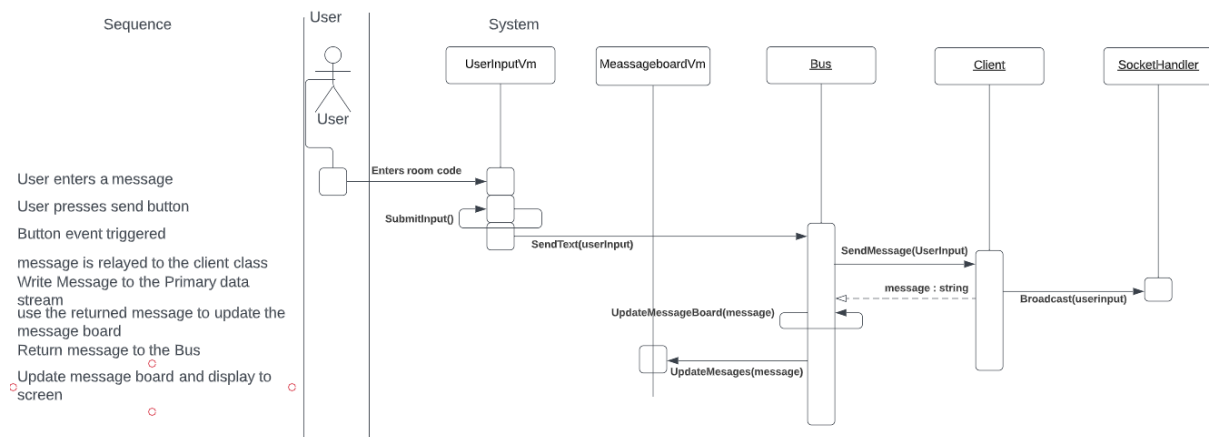 Sequence
User
System
UserInputVm
MeassageboardVm
Bus
Client
SocketHandler
User
User enters a message
Enters room code
User presses send button
SubmitInput()
Button event triggered
SendText(userInput)
SendMessage(UserInput)
message is relayed to the client class
Write Message to the Primary data
stream
message : string
Broadcast(userinput)
use the returned message to update the
message board
UpdateMessageBoard(message)
Return message to the Bus
UpdateMesages(message)
Update message board and display to
screen